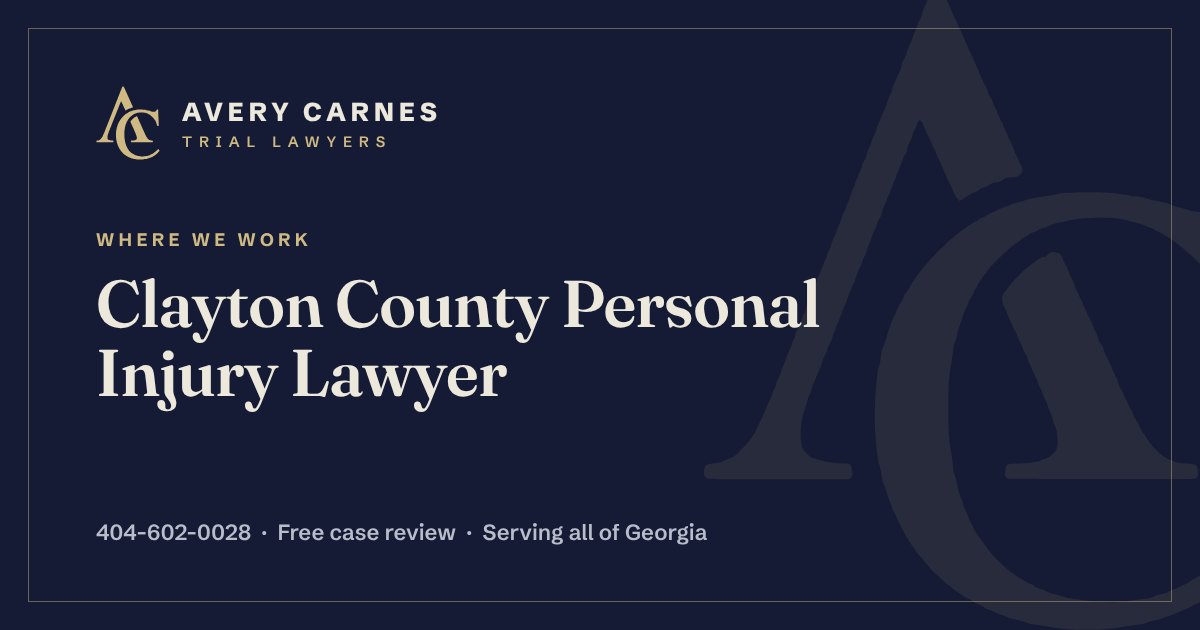 AVERY CARNES
TRIAL LAWYERS
WHERE WE WORK
Clayton County Personal
Injury Lawyer
404-602-0028 · Free case review · Serving all of Georgia